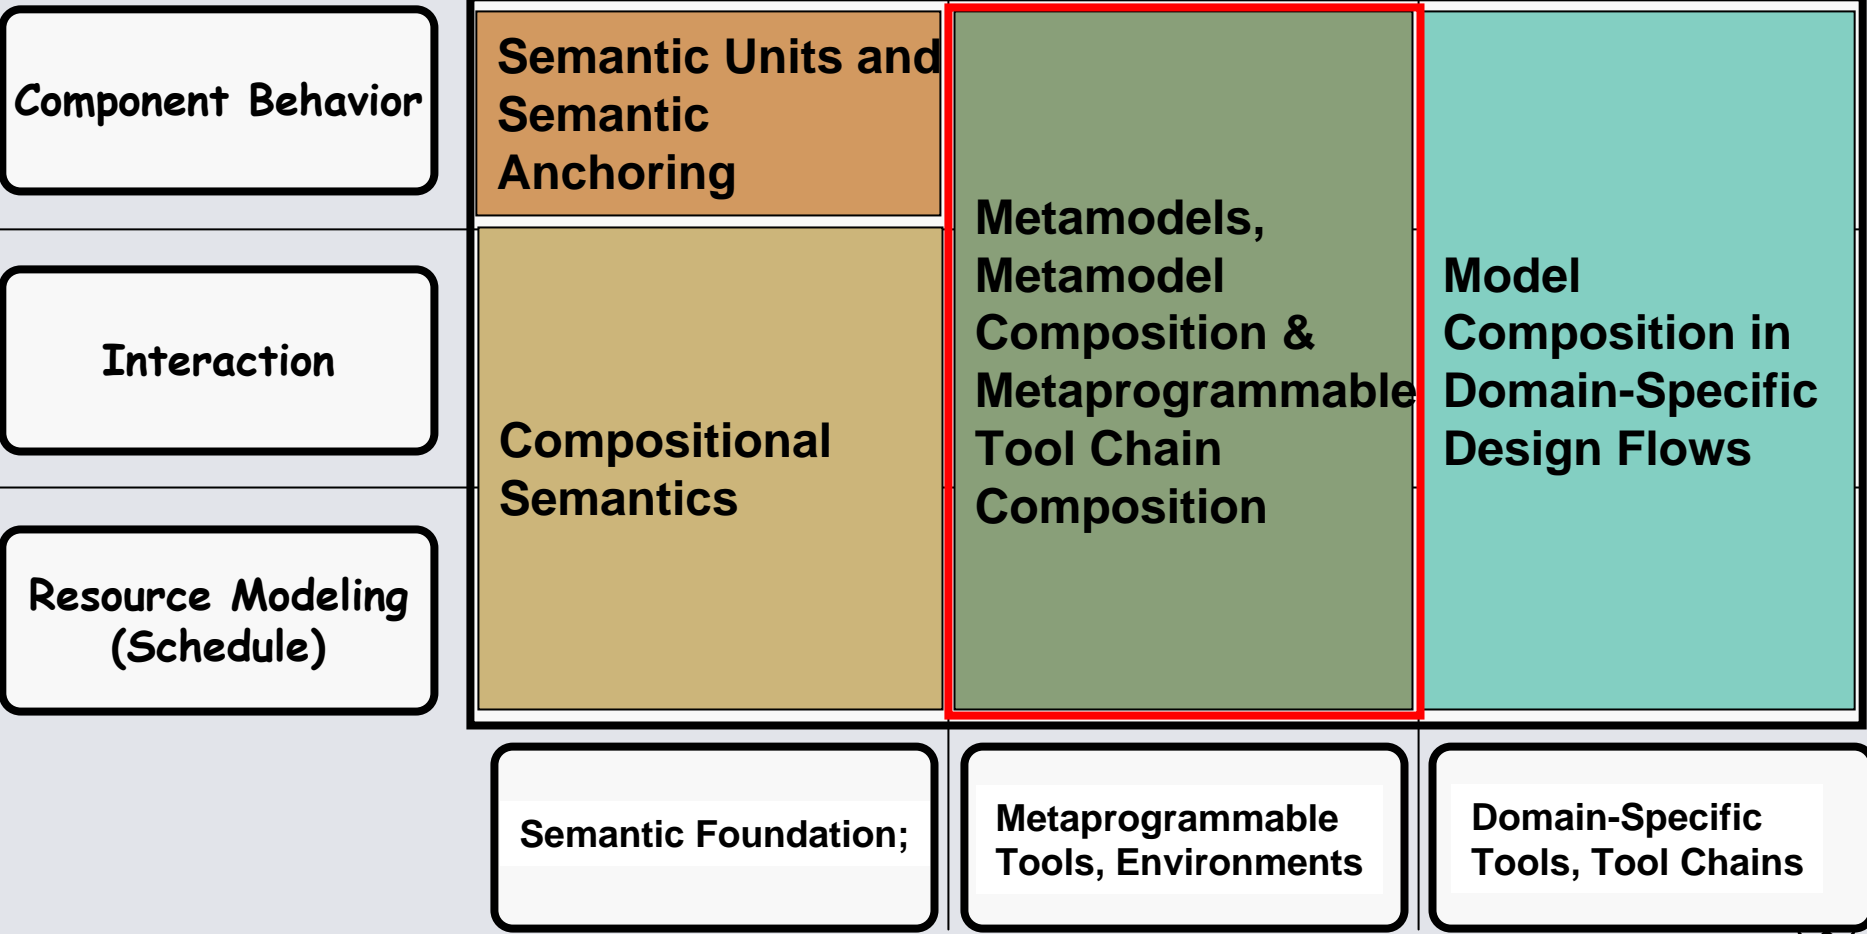 Component Behavior
Semantic Units and
Semantic
Anchoring
Interaction
Compositional
Semantics
Metamodels,
Metamodel
Composition &
Metaprogrammable
Tool Chain
Composition
Model
Composition in
Domain-Specific
Design Flows
Resource Modeling
(Schedule)
Semantic Foundation;
Metaprogrammable
Tools, Environments
Domain-Specific
Tools, Tool Chains